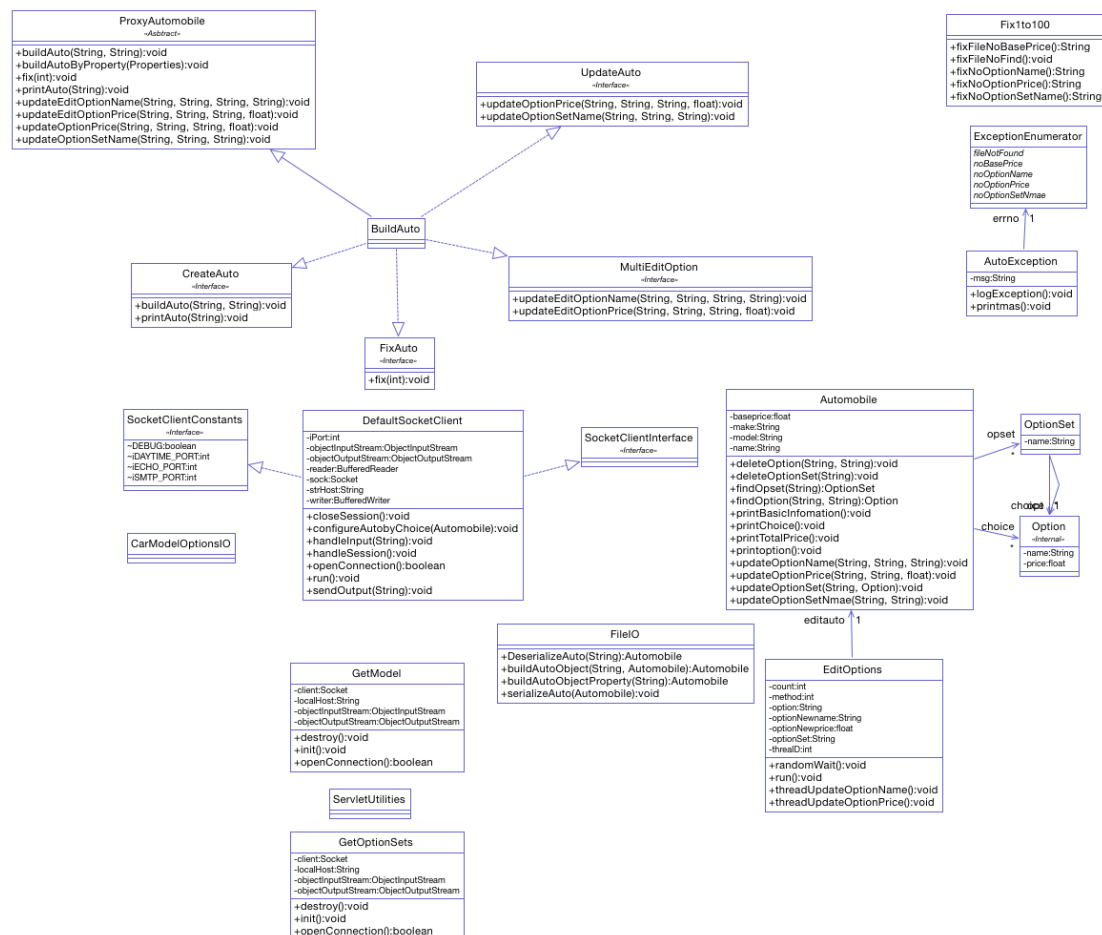 ProxyAutomobile
«Asbtract»
+buildAuto(String, String):void
+buildAutoByProperty(Properties):void
+fix(int):void
+printAuto(String):void
+updateEditOptionName(String, String, String, String):void
+updateEditOptionPrice(String, String, String, float):void
+updateOptionPrice(String, String, String, float):void
+updateOptionSetName(String, String, String):void
UpdateAuto
«Interface»
+updateOptionPrice(String, String, String, float):void
+updateOptionSetName(String, String, String):void
Fix1to100
+fixFileNoBasePrice():String
+fixFileNoFind():void
+fixNoOptionName():String
+fixNoOptionPrice():String
+fixNoOptionSetName():String
ExceptionEnumerator
fileNotFound
noBasePrice
noOptionName
noOptionPrice
noOptionSetNmae
errno 1
AutoException
-msg:String
+logException():void
+printmas():void
BuildAuto
CreateAuto
«Interface»
+buildAuto(String, String):void
+printAuto(String):void
MultiEditOption
«Interface»
+updateEditOptionName(String, String, String, String):void
+updateEditOptionPrice(String, String, String, float):void
FixAuto
«Interface»
+fix(int):void
SocketClientConstants
«Interface»
~DEBUG:boolean
~iDAYTIME_PORT:int
~iECHO_PORT:int
~iSMTP_PORT:int
DefaultSocketClient
-iPort:int
-objectInputStream:ObjectInputStream
-objectOutputStream:ObjectOutputStream
-reader:BufferedReader
-sock:Socket
-strHost:String
-writer:BufferedWriter
+closeSession():void
+configureAutobyChoice(Automobile):void
+handleInput(String):void
+handleSession():void
+openConnection():boolean
+run():void
+sendOutput(String):void
SocketClientInterface
«Interface»
CarModelOptionsIO
Automobile
-baseprice:float
-make:String
-model:String
-name:String
+deleteOption(String, String):void
+deleteOptionSet(String):void
+findOpset(String):OptionSet
+findOption(String, String):Option
+printBasicInfomation():void
+printChoice():void
+printTotalPrice():void
+printoption():void
+updateOptionName(String, String, String):void
+updateOptionPrice(String, String, float):void
+updateOptionSet(String, Option):void
+updateOptionSetNmae(String, String):void
opset
*
OptionSet
-name:String
1
choice
*
Option
«Internal»
-name:String
-price:float
editauto 1
EditOptions
-count:int
-method:int
-option:String
-optionNewname:String
-optionNewprice:float
-optionSet:String
-threaID:int
+randomWait():void
+run():void
+threadUpdateOptionName():void
+threadUpdateOptionPrice():void
FileIO
+DeserializeAuto(String):Automobile
+buildAutoObject(String, Automobile):Automobile
+buildAutoObjectProperty(String):Automobile
+serializeAuto(Automobile):void
GetModel
-client:Socket
-localHost:String
-objectInputStream:ObjectInputStream
-objectOutputStream:ObjectOutputStream
+destroy():void
+init():void
+openConnection():boolean
ServletUtilities
GetOptionSets
-client:Socket
-localHost:String
-objectInputStream:ObjectInputStream
-objectOutputStream:ObjectOutputStream
+destroy():void
+init():void
+openConnection():boolean